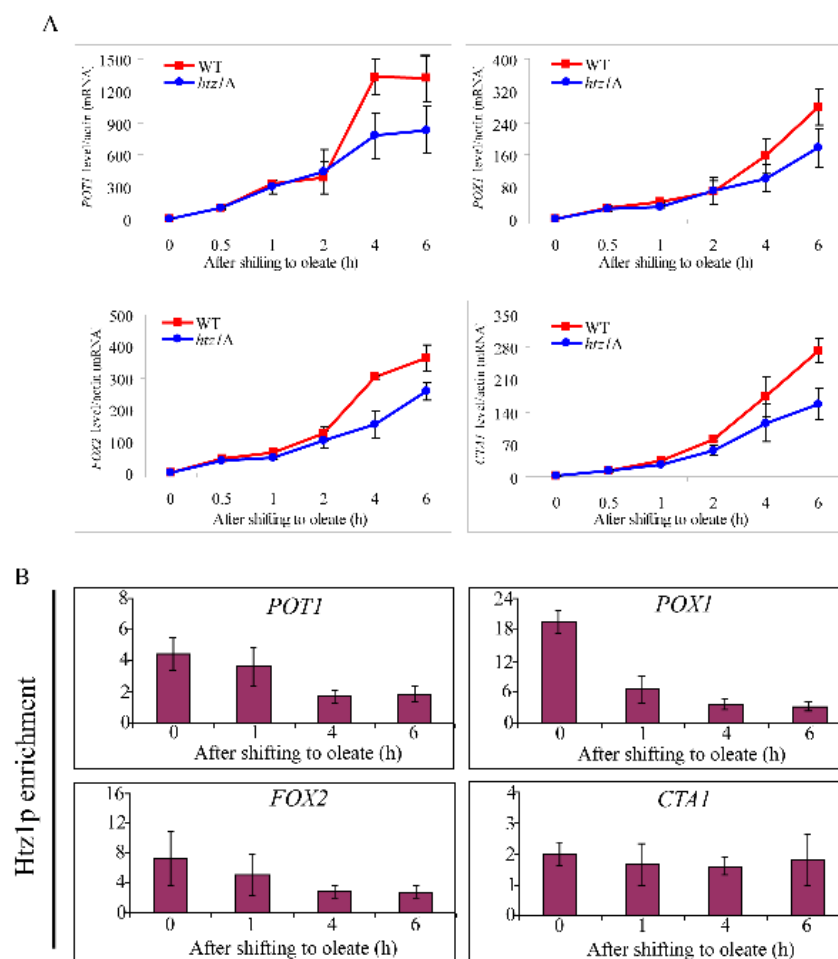 A
1500
1200
900
600
300
0
POT1 level/actin (mRNA)
WT
htz1Δ
0 0.5 1 2 4 6
After shifting to oleate (h)
400
320
240
160
80
0
POX1 level/actin (mRNA)
WT
htz1Δ
0 0.5 1 2 4 6
After shifting to oleate (h)
500
400
300
200
100
0
FOX2 level/actin (mRNA)
WT
htz1Δ
0 0.5 1 2 4 6
After shifting to oleate (h)
350
280
210
140
70
0
CTA1 level/actin (mRNA)
WT
htz1Δ
0 0.5 1 2 4 6
After shifting to oleate (h)
B
Htz1p enrichment
POT1
8
6
4
2
0
0 1 4 6
After shifting to oleate (h)
POX1
24
18
12
6
0
0 1 4 6
After shifting to oleate (h)
FOX2
16
12
8
4
0
0 1 4 6
After shifting to oleate (h)
CTA1
4
3
2
1
0
0 1 4 6
After shifting to oleate (h)